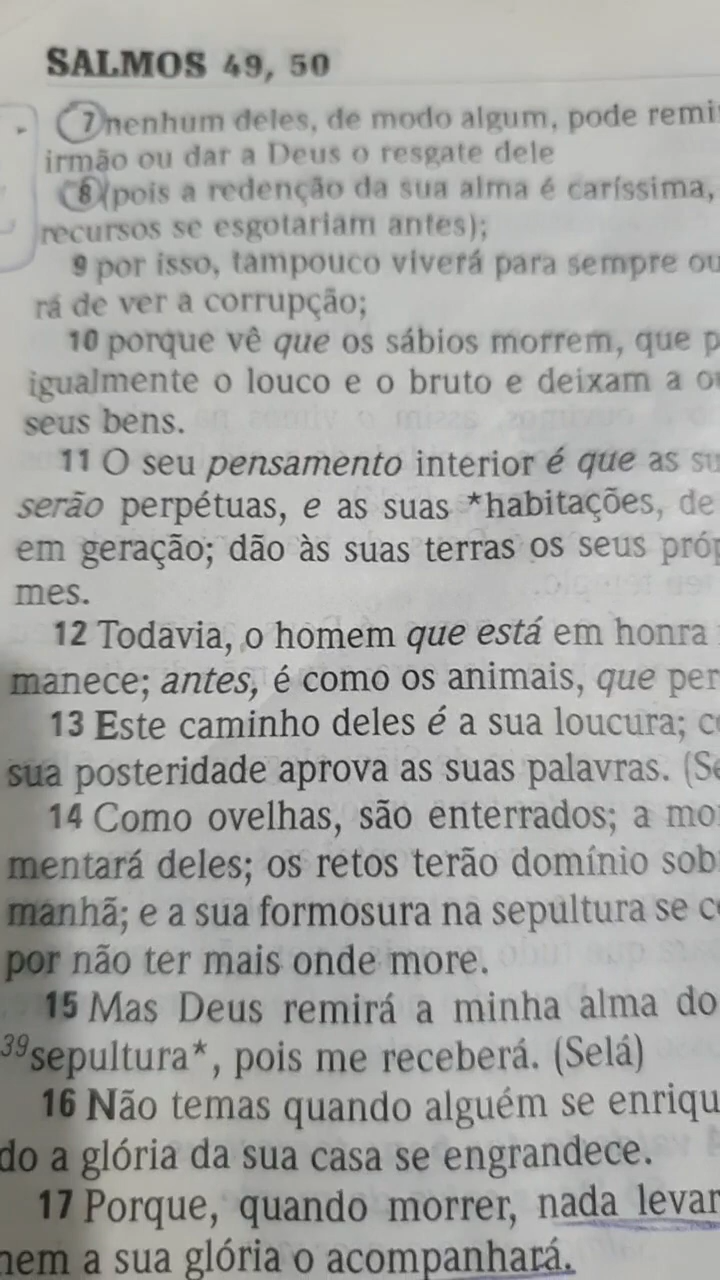 SALMOS 49, 50
7 nenhum deles, de modo algum, pode remi
irmão ou dar a Deus o resgate dele
8 (pois a redenção da sua alma é caríssima,
recursos se esgotariam antes);
9 por isso, tampouco viverá para sempre ou
rá de ver a corrupção;
10 porque vê que os sábios morrem, que p
igualmente o louco e o bruto e deixam a o
seus bens.
11 O seu pensamento interior é que as su
serão perpétuas, e as suas *habitações, de
em geração; dão às suas terras os seus próp
mes.
12 Todavia, o homem que está em honra
manece; antes, é como os animais, que per
13 Este caminho deles é a sua loucura; c
sua posteridade aprova as suas palavras. (Se
14 Como ovelhas, são enterrados; a mo
mentará deles; os retos terão domínio sob
manhã; e a sua formosura na sepultura se c
por não ter mais onde more.
15 Mas Deus remirá a minha alma do
39 sepultura*, pois me receberá. (Selá)
16 Não temas quando alguém se enriqu
do a glória da sua casa se engrandece.
17 Porque, quando morrer, nada levar
nem a sua glória o acompanhará.